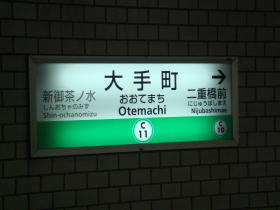 大手町
おおてまち
Otemachi
C
11
新御茶ノ水
しんおちゃのみず
Shin-ochanomizu
→
二重橋前
にじゅうばしまえ
Nijubashimae
C
10